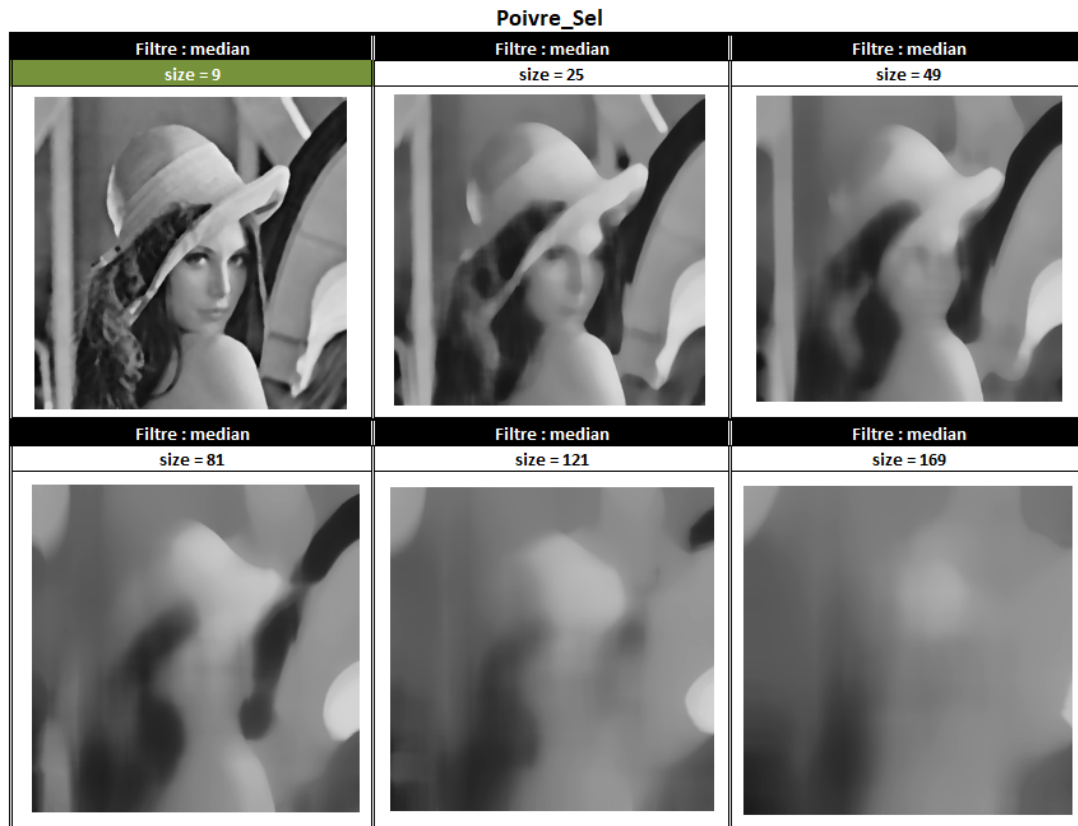 Poivre_Sel
Filtre : median
Filtre : median
Filtre : median
size = 9
size = 25
size = 49
Filtre : median
Filtre : median
Filtre : median
size = 81
size = 121
size = 169